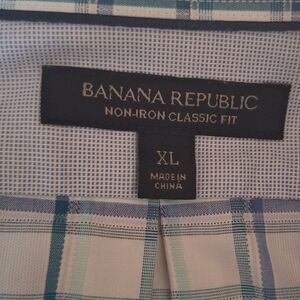 BANANA REPUBLIC
NON-IRON CLASSIC FIT
XL
MADE IN
CHINA